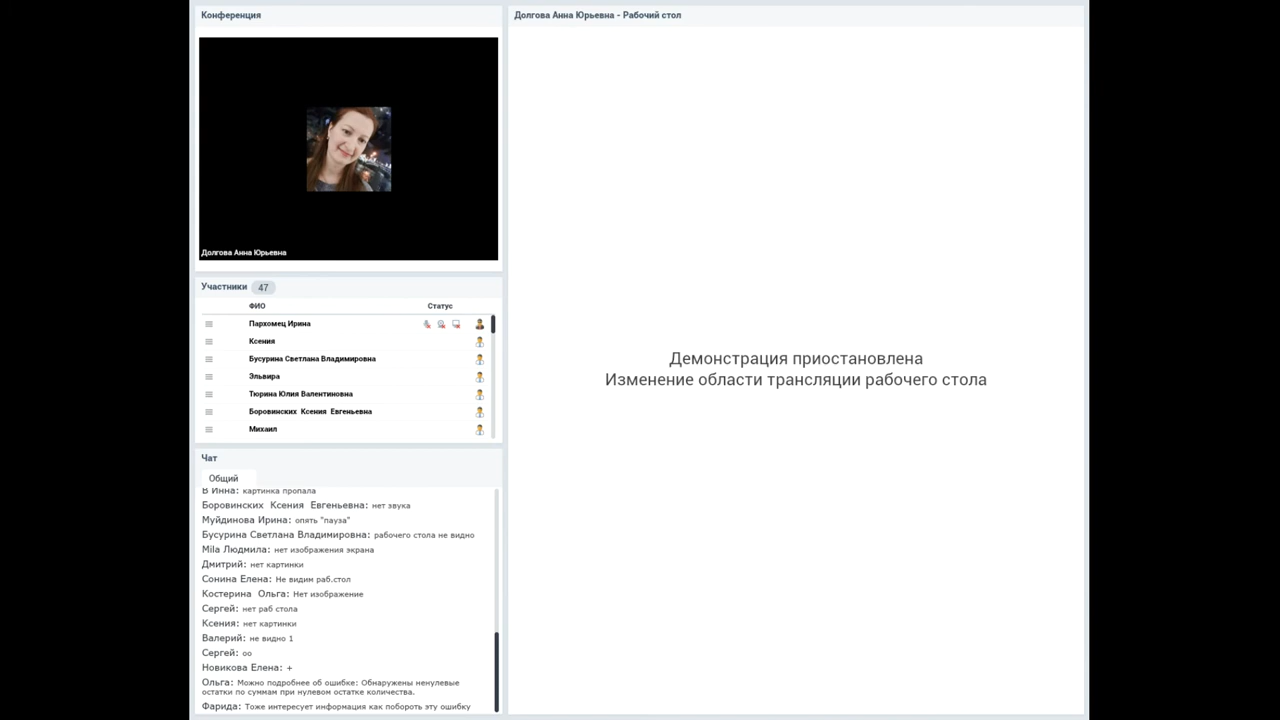 Конференция
Долгова Анна Юрьевна
Участники 47
ФИО Статус
Пархомец Ирина
Ксения
Бусурина Светлана Владимировна
Эльвира
Тюрина Юлия Валентиновна
Боровинских Ксения Евгеньевна
Михаил
Чат
Общий
В Инна: картинка пропала
Боровинских Ксения Евгеньевна: нет звука
Муйдинова Ирина: опять "пауза"
Бусурина Светлана Владимировна: рабочего стола не видно
Mila Людмила: нет изображения экрана
Дмитрий: нет картинки
Сонина Елена: Не видим раб.стол
Костерина Ольга: Нет изображение
Сергей: нет раб стола
Ксения: нет картинки
Валерий: не видно 1
Сергей: оо
Новикова Елена: +
Ольга: Можно подробнее об ошибке: Обнаружены ненулевые
остатки по суммам при нулевом остатке количества.
Фарида: Тоже интересует информация как побороть эту ошибку
Долгова Анна Юрьевна - Рабочий стол
Демонстрация приостановлена
Изменение области трансляции рабочего стола